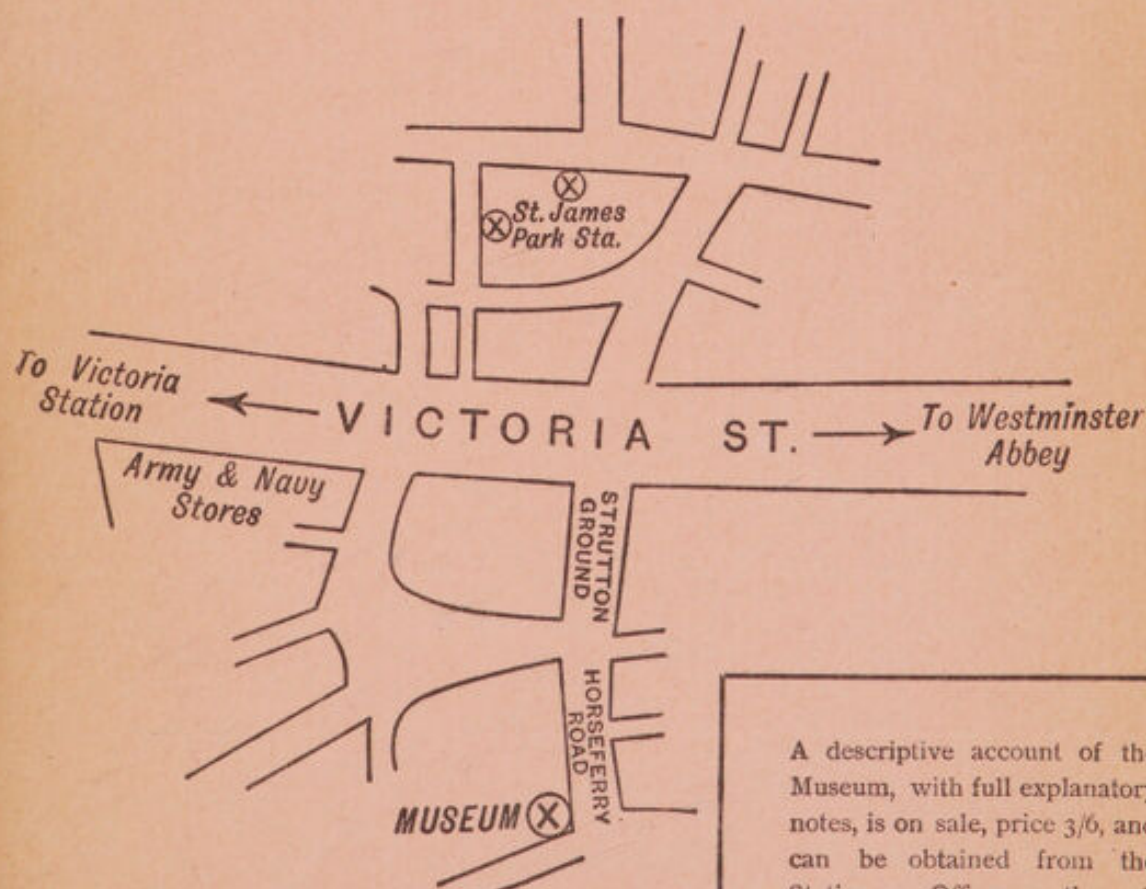 St. James
Park Sta.
To Victoria
Station
VICTORIA ST.
To Westminster
Abbey
Army & Navy
Stores
STRUTTON
GROUND
HORSEFERRY
ROAD
MUSEUM
A descriptive account of th
Museum, with full explanatory
notes, is on sale, price 3/6, and
can be obtained from the